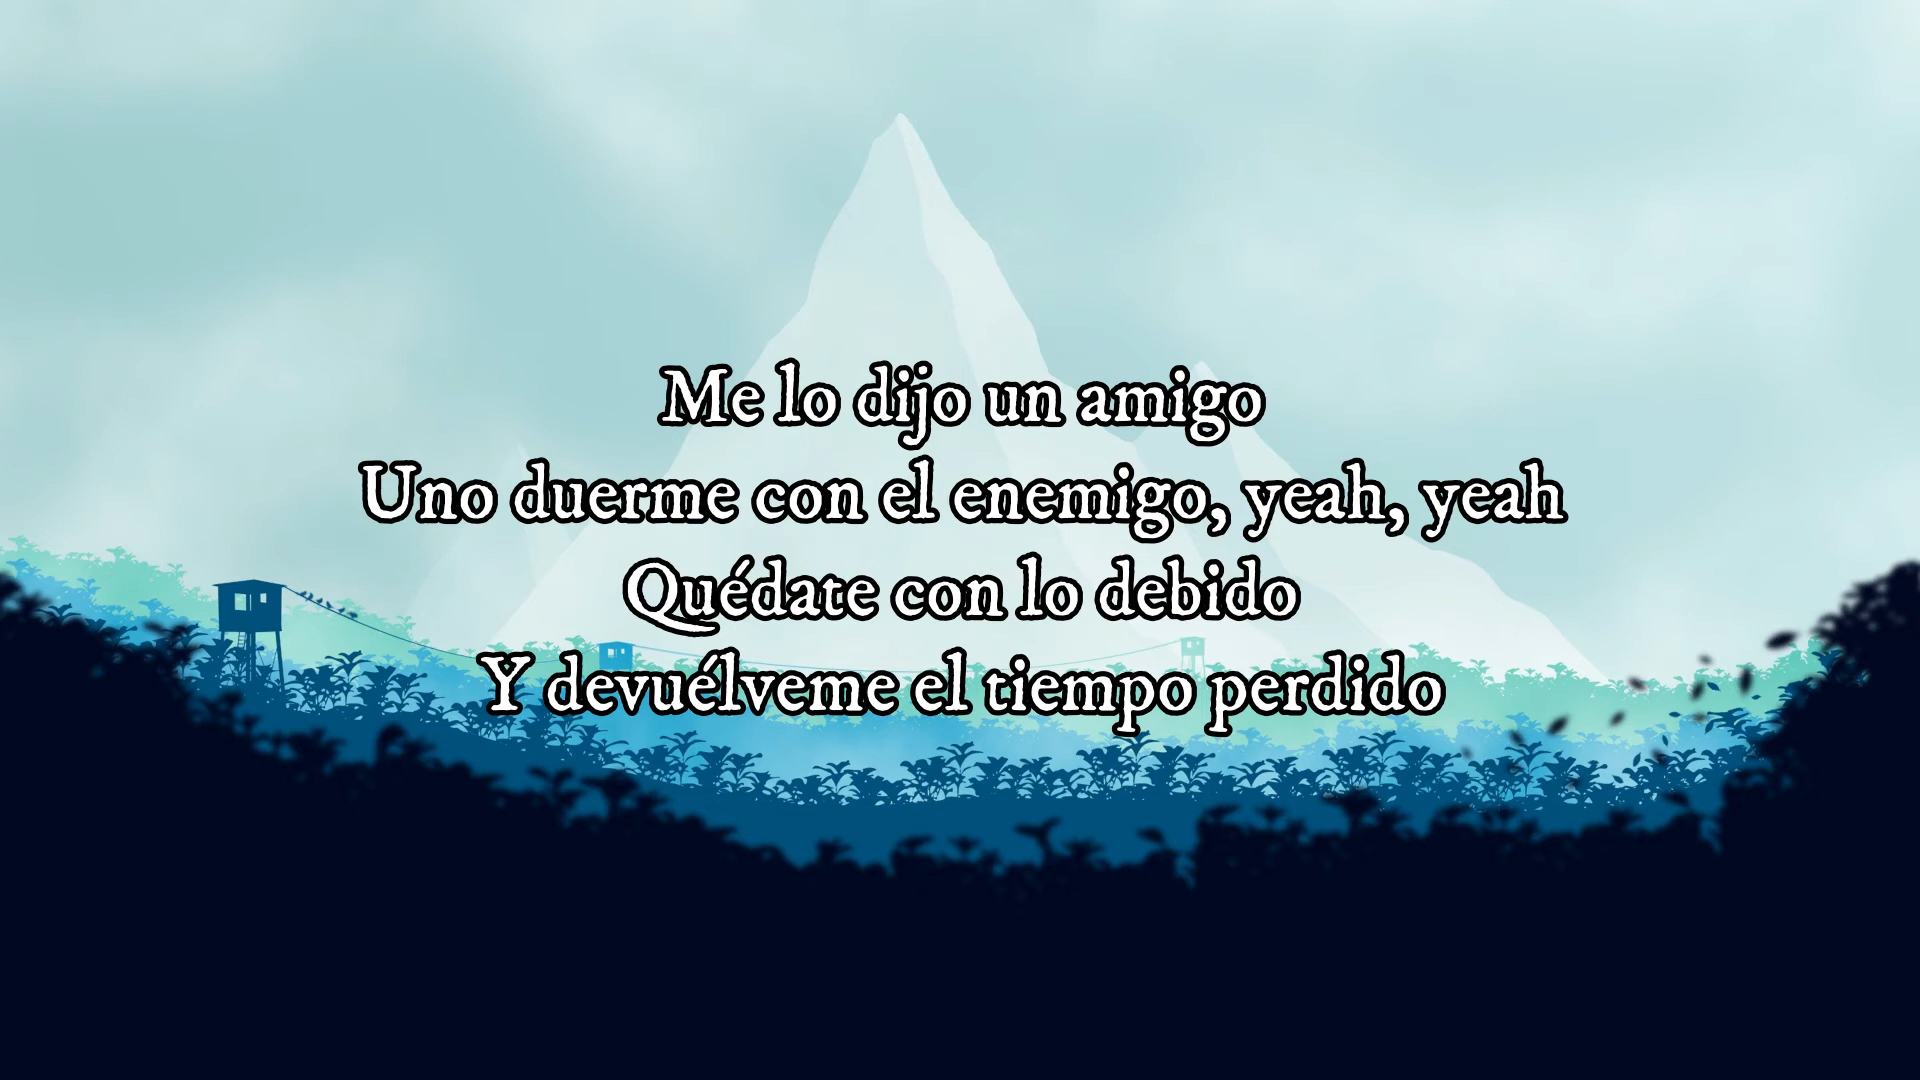 Me lo dijo un amigo
Uno duerme con el enemigo, yeah, yeah
Quédate con lo debido
Y devuélveme el tiempo perdido